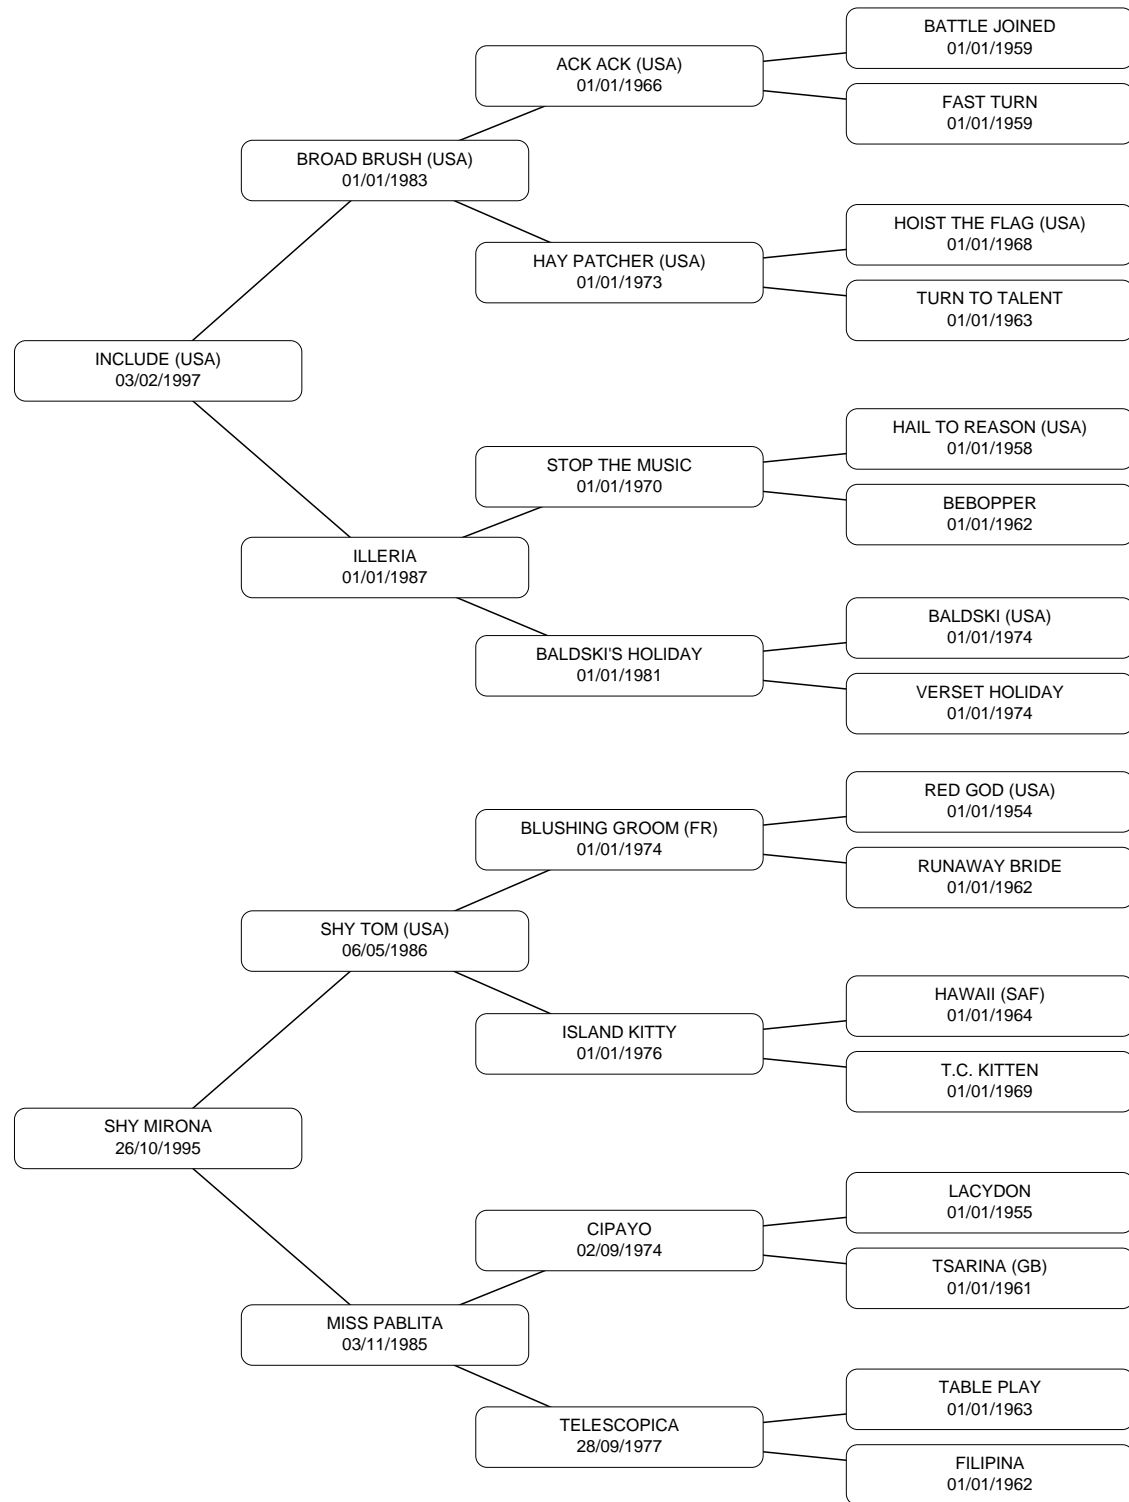 BATTLE JOINED
01/01/1959
ACK ACK (USA)
01/01/1966
FAST TURN
01/01/1959
BROAD BRUSH (USA)
01/01/1983
HOIST THE FLAG (USA)
01/01/1968
HAY PATCHER (USA)
01/01/1973
TURN TO TALENT
01/01/1963
INCLUDE (USA)
03/02/1997
HAIL TO REASON (USA)
01/01/1958
STOP THE MUSIC
01/01/1970
BEBOPPER
01/01/1962
ILLERIA
01/01/1987
BALDSKI (USA)
01/01/1974
BALDSKI'S HOLIDAY
01/01/1981
VERSET HOLIDAY
01/01/1974
RED GOD (USA)
01/01/1954
BLUSHING GROOM (FR)
01/01/1974
RUNAWAY BRIDE
01/01/1962
SHY TOM (USA)
06/05/1986
HAWAII (SAF)
01/01/1964
ISLAND KITTY
01/01/1976
T.C. KITTEN
01/01/1969
SHY MIRONA
26/10/1995
LACYDON
01/01/1955
CIPAYO
02/09/1974
TSARINA (GB)
01/01/1961
MISS PABLITA
03/11/1985
TABLE PLAY
01/01/1963
TELESCOPICA
28/09/1977
FILIPINA
01/01/1962